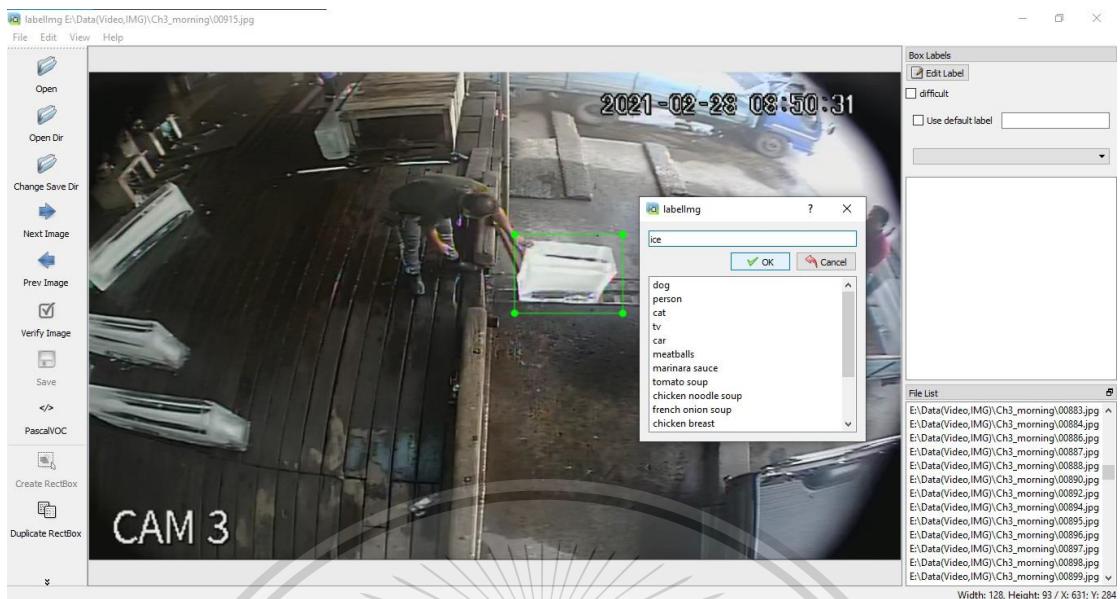 labelImg E:\Data(Video,IMG)\Ch3_morning\00915.jpg
File Edit View Help
Open
Open Dir
Change Save Dir
Next Image
Prev Image
Verify Image
Save
</>
PascalVOC
Create RectBox
Duplicate RectBox
2021-02-28 08:50:31
CAM 3
labelImg ? ×
ice
OK Cancel
dog
person
cat
tv
car
meatballs
marinara sauce
tomato soup
chicken noodle soup
french onion soup
chicken breast
Box Labels
Edit Label
difficult
Use default label
File List
E:\Data(Video,IMG)\Ch3_morning\00883.jpg
E:\Data(Video,IMG)\Ch3_morning\00884.jpg
E:\Data(Video,IMG)\Ch3_morning\00886.jpg
E:\Data(Video,IMG)\Ch3_morning\00887.jpg
E:\Data(Video,IMG)\Ch3_morning\00888.jpg
E:\Data(Video,IMG)\Ch3_morning\00890.jpg
E:\Data(Video,IMG)\Ch3_morning\00892.jpg
E:\Data(Video,IMG)\Ch3_morning\00894.jpg
E:\Data(Video,IMG)\Ch3_morning\00895.jpg
E:\Data(Video,IMG)\Ch3_morning\00896.jpg
E:\Data(Video,IMG)\Ch3_morning\00897.jpg
E:\Data(Video,IMG)\Ch3_morning\00898.jpg
E:\Data(Video,IMG)\Ch3_morning\00899.jpg
Width: 128, Height: 93 / X: 631; Y: 284